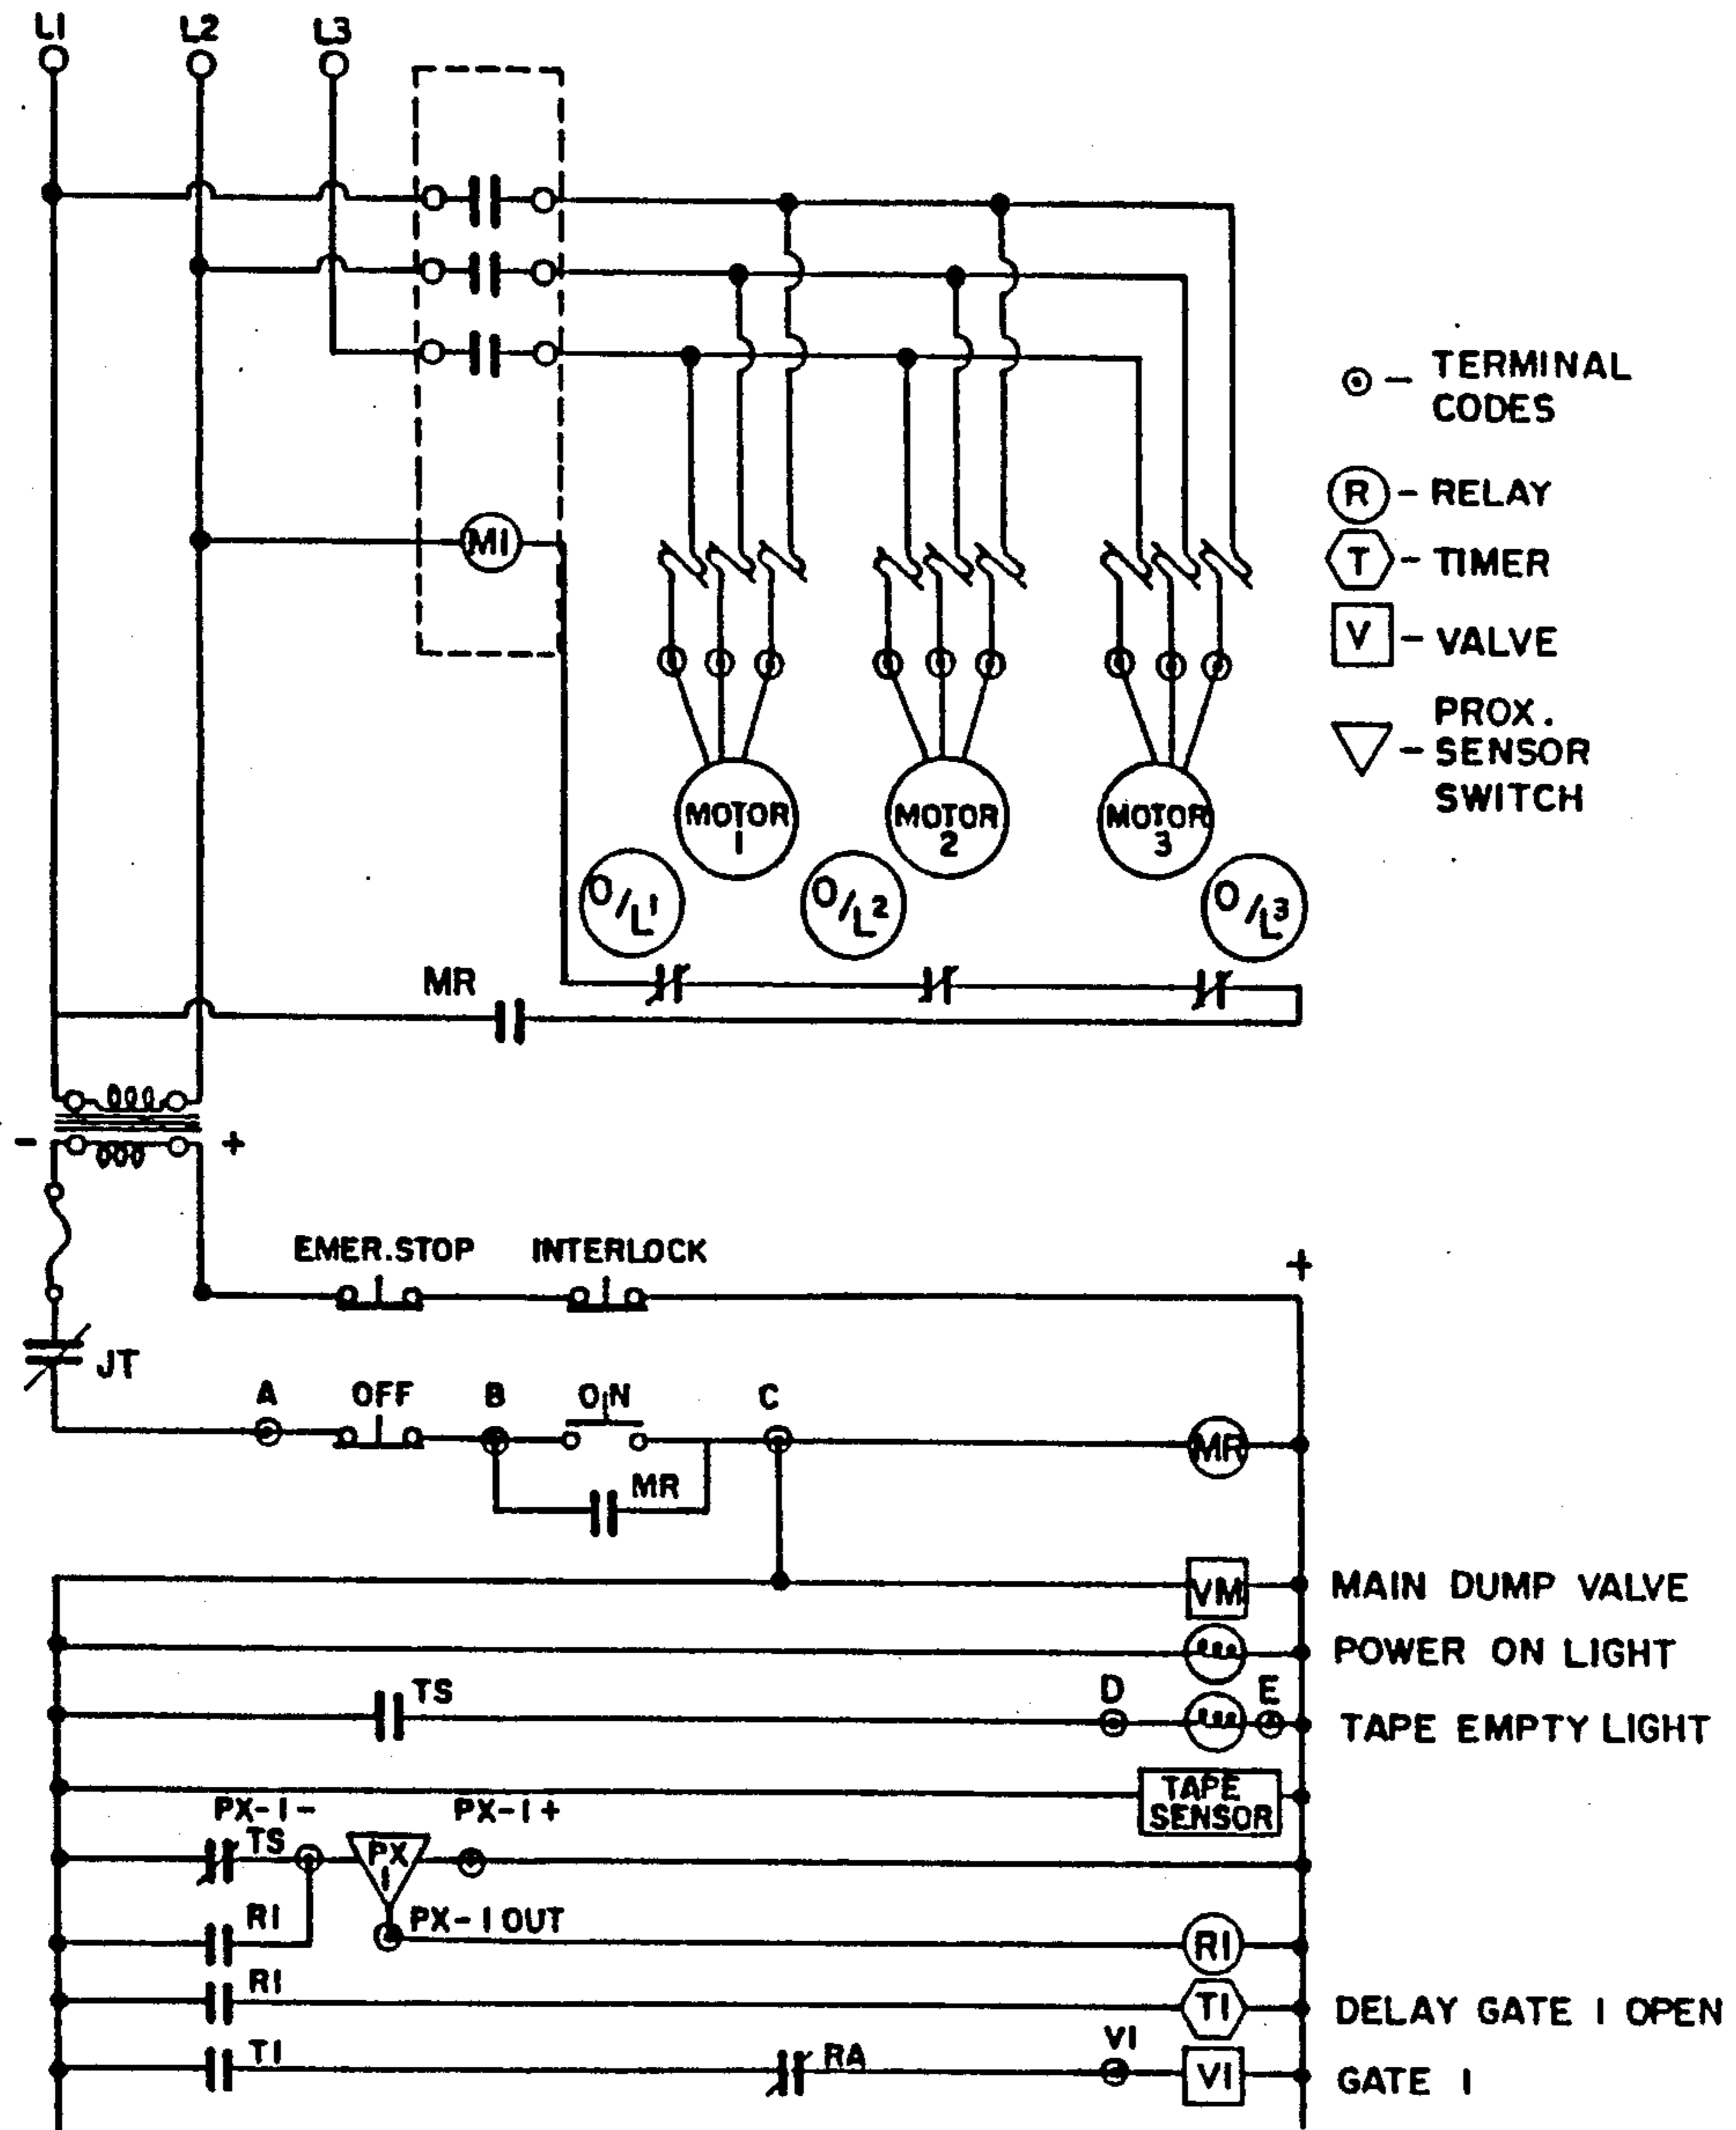 L1 L2 L3
TERMINAL
CODES
R - RELAY
M1
T - TIMER
V - VALVE
PROX.
SENSOR
SWITCH
MOTOR
1
MOTOR
2
MOTOR
3
O/L1
O/L2
O/L3
MR
- +
EMER.STOP INTERLOCK +
JT
A OFF B ON C
MR
MR
VM MAIN DUMP VALVE
POWER ON LIGHT
TS D E
TAPE EMPTY LIGHT
TAPE
SENSOR
PX-1- PX-1+
TS PX
1
R1 PX-1 OUT
R1
R1
T1 DELAY GATE 1 OPEN
T1 RA V1
V1 GATE 1